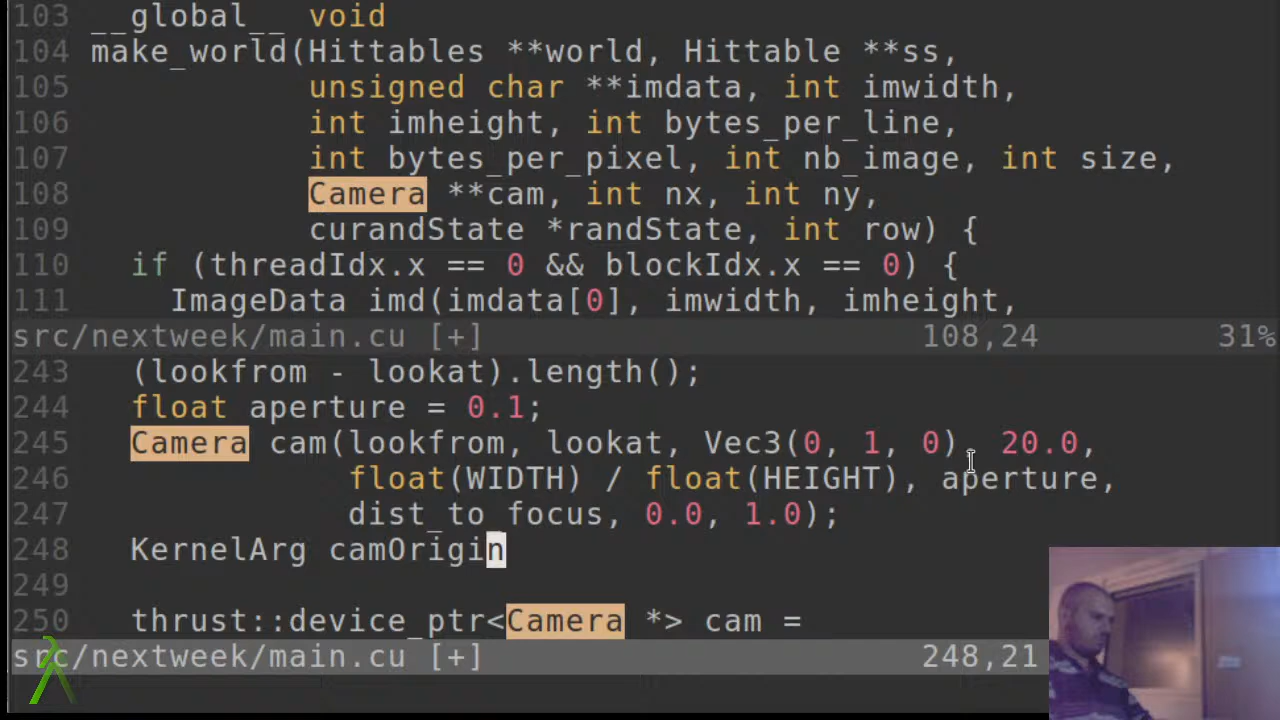 103 __global__ void
104 make_world(Hittables **world, Hittable **ss,
105 unsigned char **imdata, int imwidth,
106 int imheight, int bytes_per_line,
107 int bytes_per_pixel, int nb_image, int size,
108 Camera **cam, int nx, int ny,
109 curandState *randState, int row) {
110 if (threadIdx.x == 0 && blockIdx.x == 0) {
111 ImageData imd(imdata[0], imwidth, imheight,
src/nextweek/main.cu [+] 108,24 31%
243 (lookfrom - lookat).length();
244 float aperture = 0.1;
245 Camera cam(lookfrom, lookat, Vec3(0, 1, 0), 20.0,
246 float(WIDTH) / float(HEIGHT), aperture,
247 dist_to_focus, 0.0, 1.0);
248 KernelArg camOrigin
249
250 thrust::device_ptr<Camera *> cam =
src/nextweek/main.cu [+] 248,21